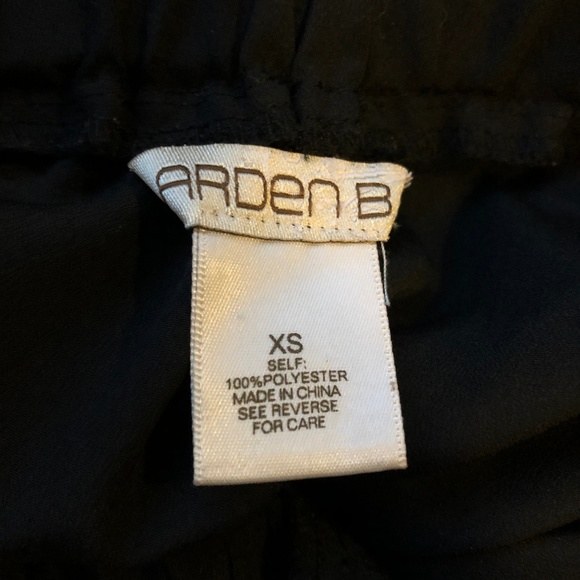 ARDen B
XS
SELF:
100%POLYESTER
MADE IN CHINA
SEE REVERSE
FOR CARE